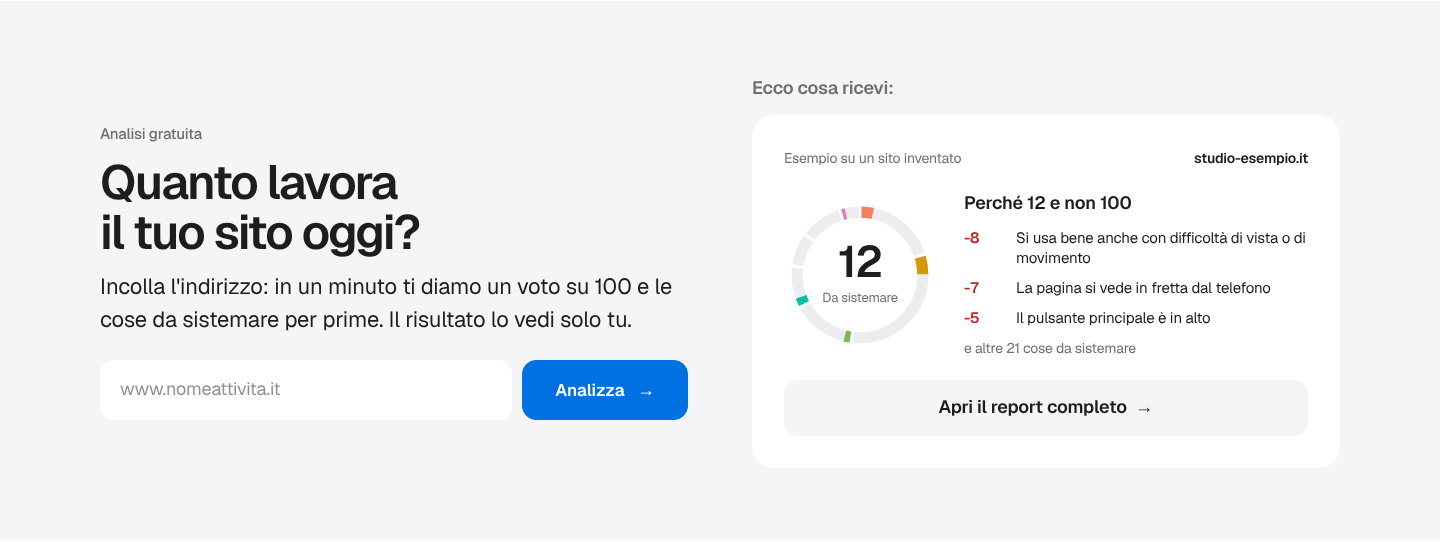 Analisi gratuita
Quanto lavora
il tuo sito oggi?
Incolla l'indirizzo: in un minuto ti diamo un voto su 100 e le
cose da sistemare per prime. Il risultato lo vedi solo tu.
www.nomeattivita.it
Analizza →
Ecco cosa ricevi:
Esempio su un sito inventato
studio-esempio.it
12
Da sistemare
Perché 12 e non 100
-8 Si usa bene anche con difficoltà di vista o di
movimento
-7 La pagina si vede in fretta dal telefono
-5 Il pulsante principale è in alto
e altre 21 cose da sistemare
Apri il report completo →